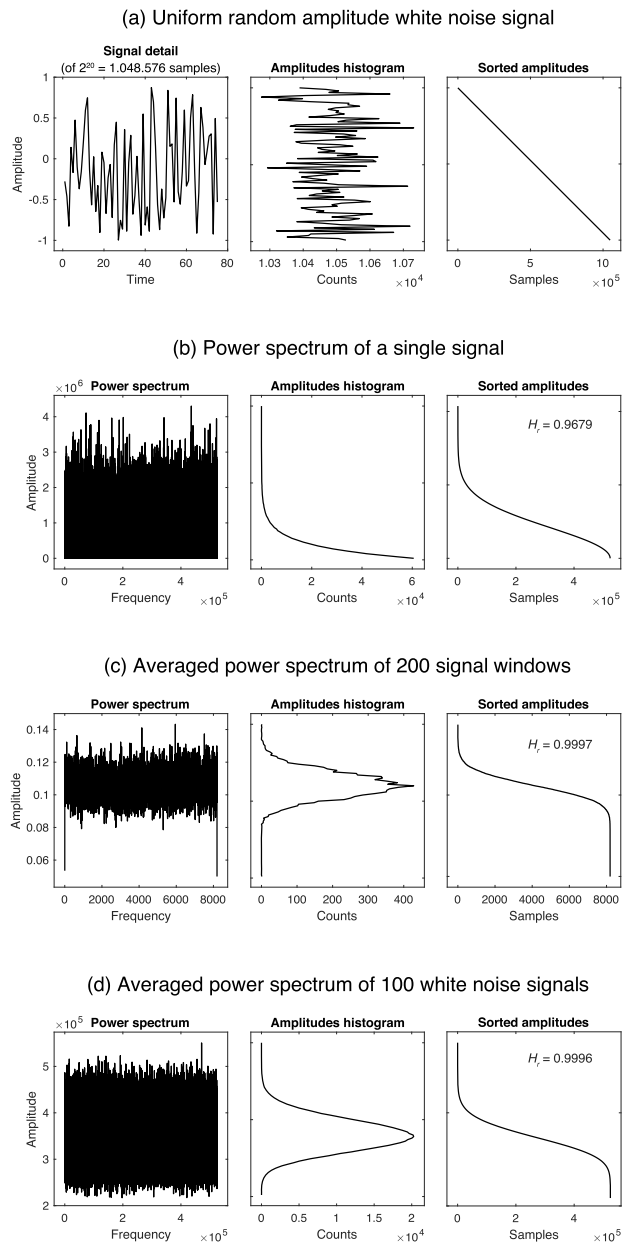 (a) Uniform random amplitude white noise signal
Signal detail
(of 2²⁰ = 1.048.576 samples)
Amplitudes histogram
Sorted amplitudes
1
0.5
0
-0.5
-1
Amplitude
0 20 40 60 80
Time
1.03 1.04 1.05 1.06 1.07
Counts
×10⁴
0 5 10
Samples
×10⁵
(b) Power spectrum of a single signal
×10⁶
Power spectrum
Amplitudes histogram
Sorted amplitudes
4
3
2
1
0
Amplitude
Hᵣ = 0.9679
0 2 4
Frequency
×10⁵
0 2 4 6
Counts
×10⁴
0 2 4
Samples
×10⁵
(c) Averaged power spectrum of 200 signal windows
Power spectrum
Amplitudes histogram
Sorted amplitudes
0.14
0.12
0.1
0.08
0.06
Amplitude
Hᵣ = 0.9997
0 2000 4000 6000 8000
Frequency
0 100 200 300 400
Counts
0 2000 4000 6000 8000
Samples
(d) Averaged power spectrum of 100 white noise signals
×10⁵
Power spectrum
Amplitudes histogram
Sorted amplitudes
5
4
3
2
Amplitude
Hᵣ = 0.9996
0 2 4
Frequency
×10⁵
0 0.5 1 1.5 2
Counts
×10⁴
0 2 4
Samples
×10⁵